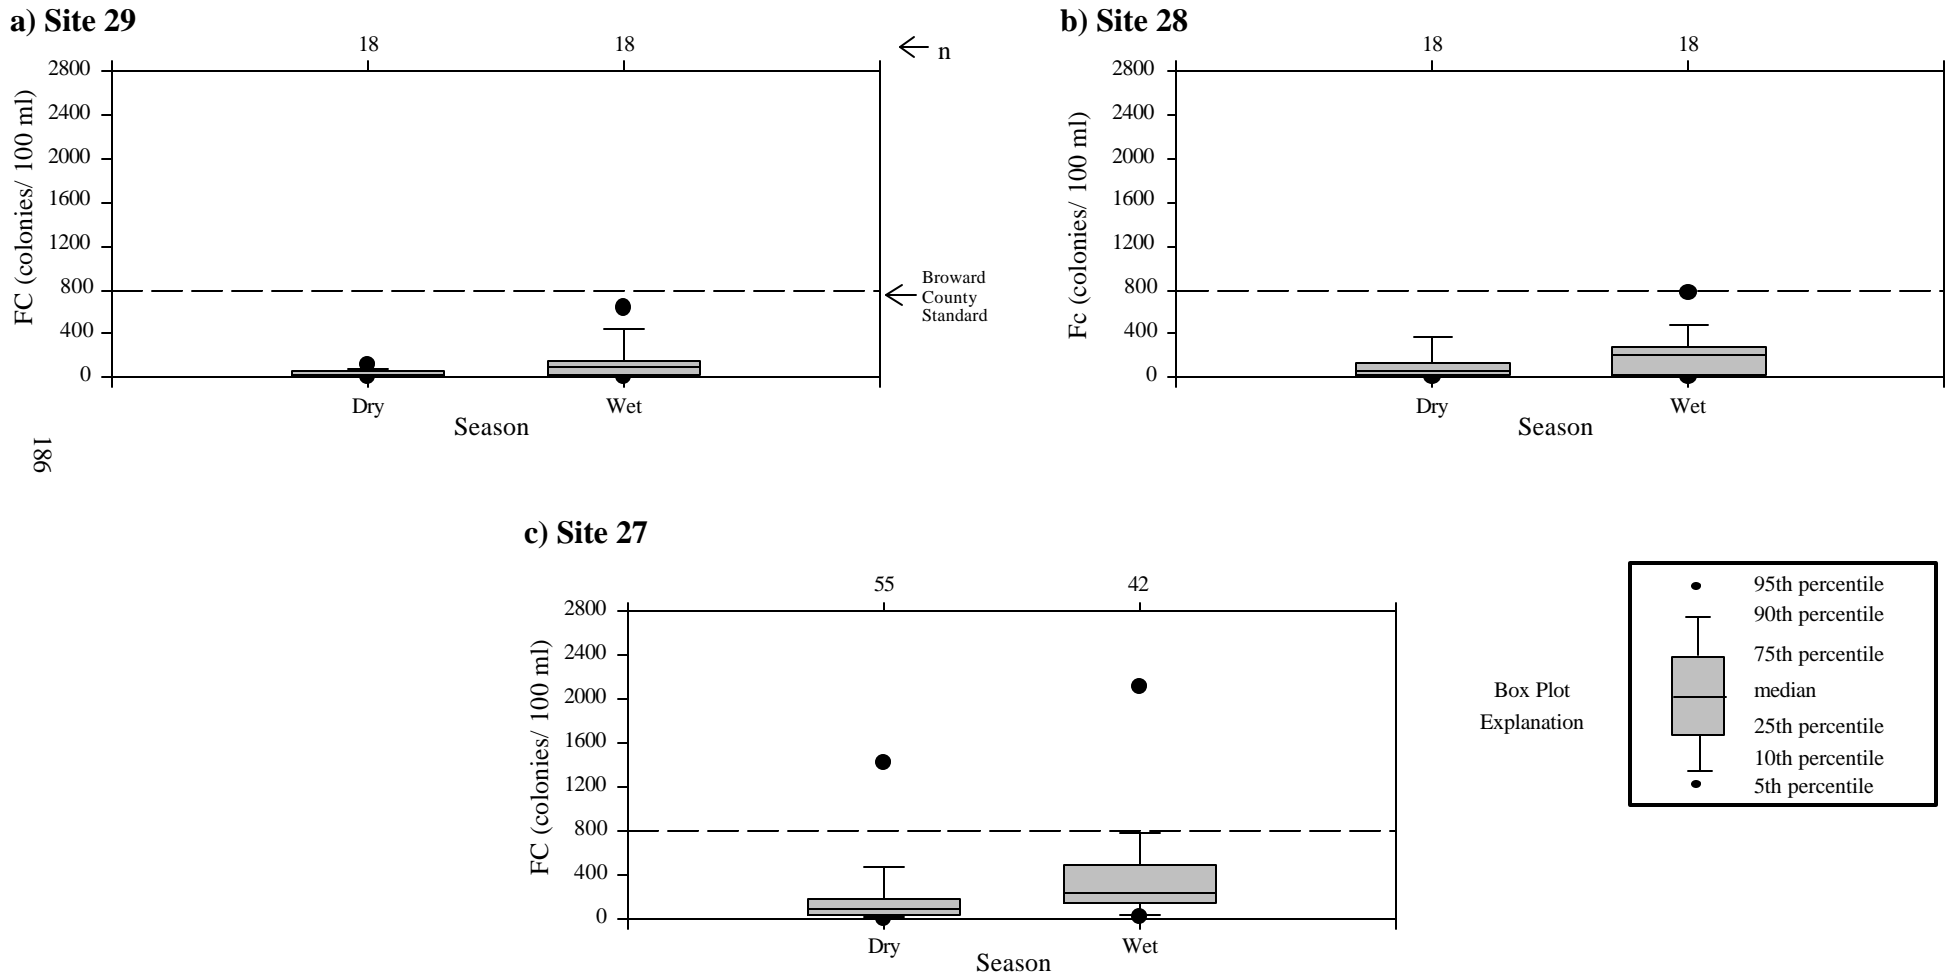 a) Site 29
18 18
n
2800
2400
2000
1600
1200
800
400
0
FC (colonies/ 100 ml)
Dry Wet
Season
Broward
County
Standard
b) Site 28
18 18
2800
2400
2000
1600
1200
800
400
0
Fc (colonies/ 100 ml)
Dry Wet
Season
186
c) Site 27
55 42
2800
2400
2000
1600
1200
800
400
0
FC (colonies/ 100 ml)
Dry Wet
Season
Box Plot
Explanation
95th percentile
90th percentile
75th percentile
median
25th percentile
10th percentile
5th percentile